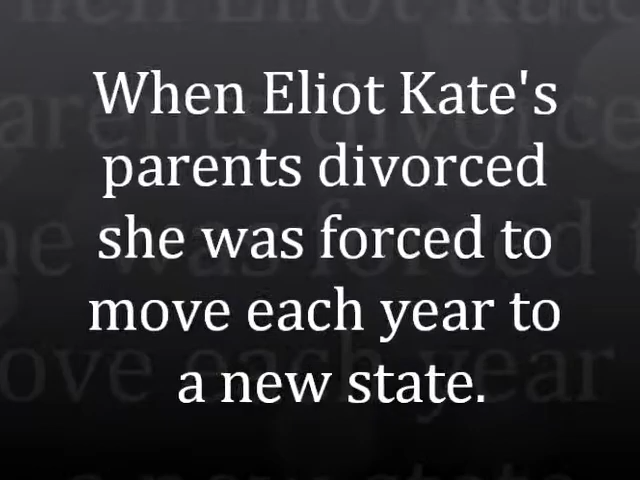 When Eliot Kate's
parents divorced
she was forced to
move each year to
a new state.